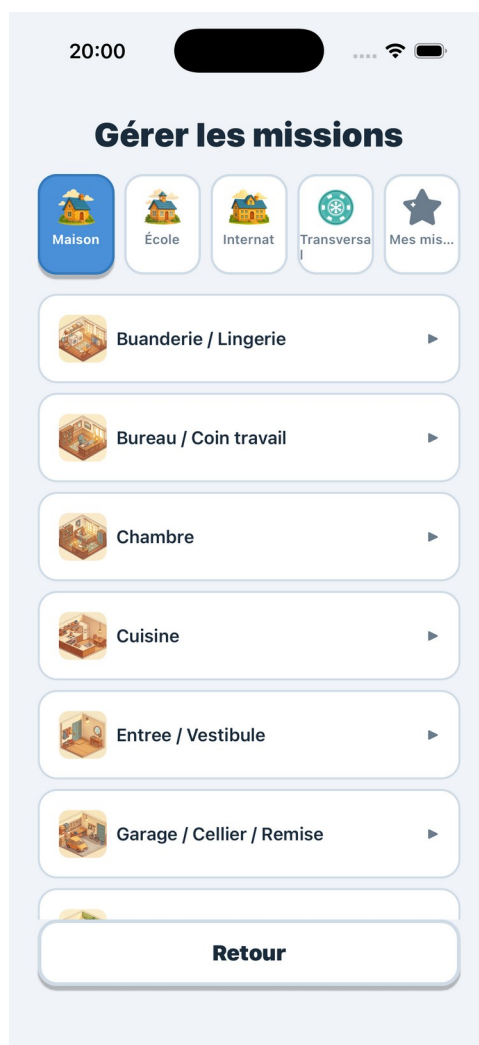 20:00
Gérer les missions
Maison
École
Internat
Transversa
l
Mes mis...
Buanderie / Lingerie
Bureau / Coin travail
Chambre
Cuisine
Entree / Vestibule
Garage / Cellier / Remise
Retour